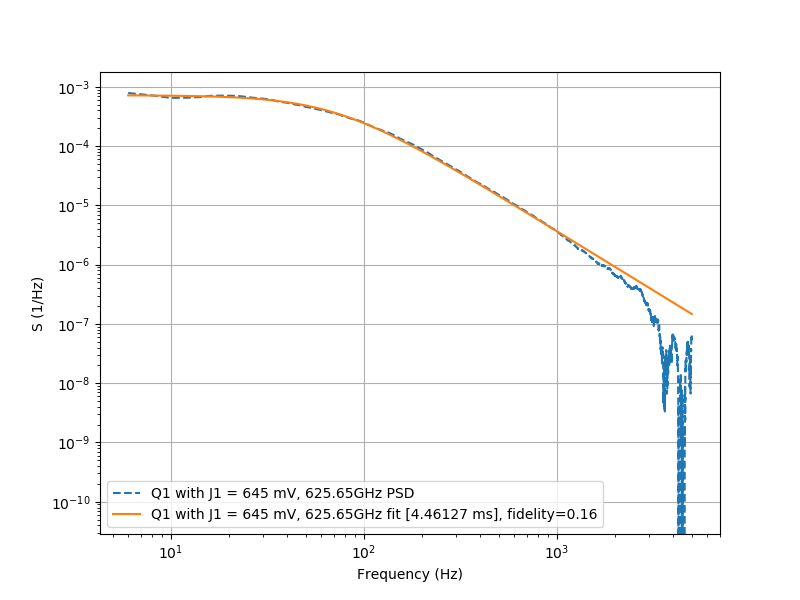 10⁻³
10⁻⁴
10⁻⁵
10⁻⁶
10⁻⁷
10⁻⁸
10⁻⁹
10⁻¹⁰
S (1/Hz)
Q1 with J1 = 645 mV, 625.65GHz PSD
Q1 with J1 = 645 mV, 625.65GHz fit [4.46127 ms], fidelity=0.16
10¹ 10² 10³
Frequency (Hz)